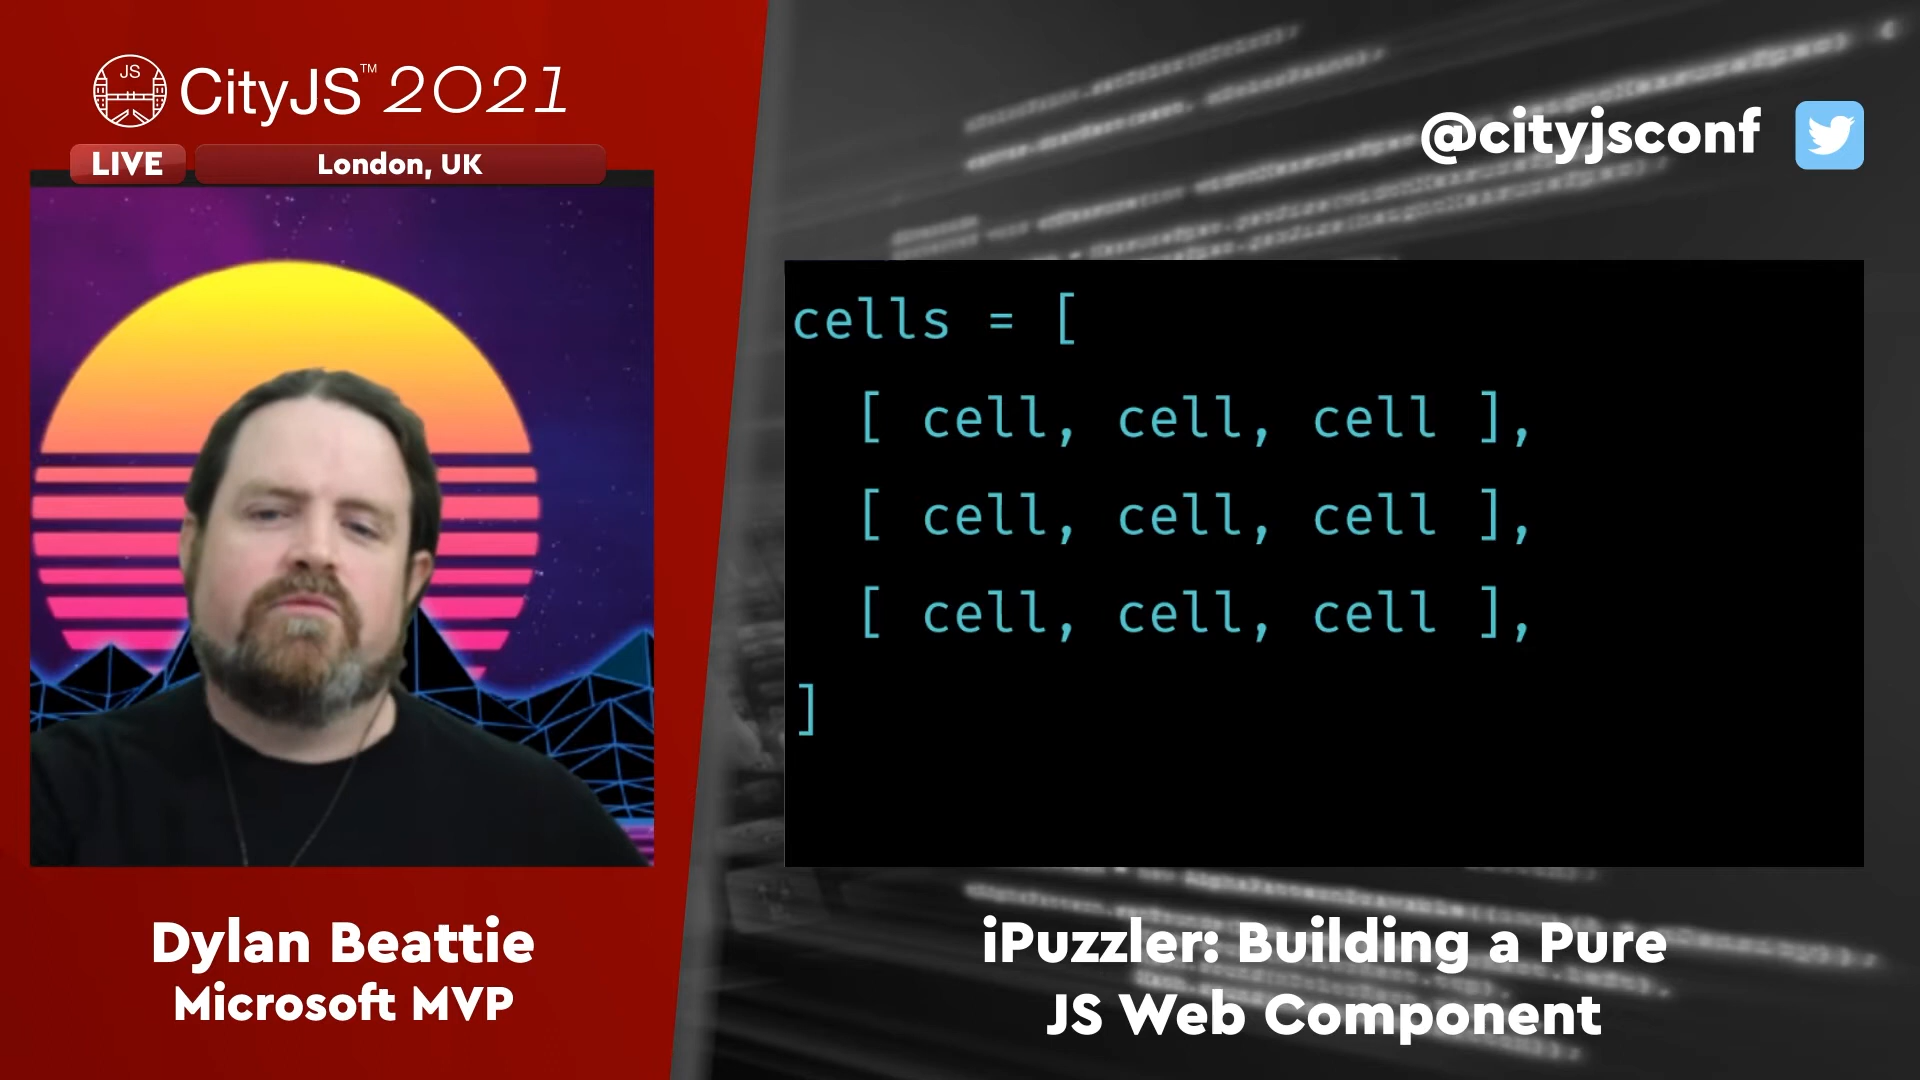 JS
CityJS™ 2021
LIVE
London, UK
@cityjsconf
cells = [
[ cell, cell, cell ],
[ cell, cell, cell ],
[ cell, cell, cell ],
]
Dylan Beattie
Microsoft MVP
iPuzzler: Building a Pure
JS Web Component